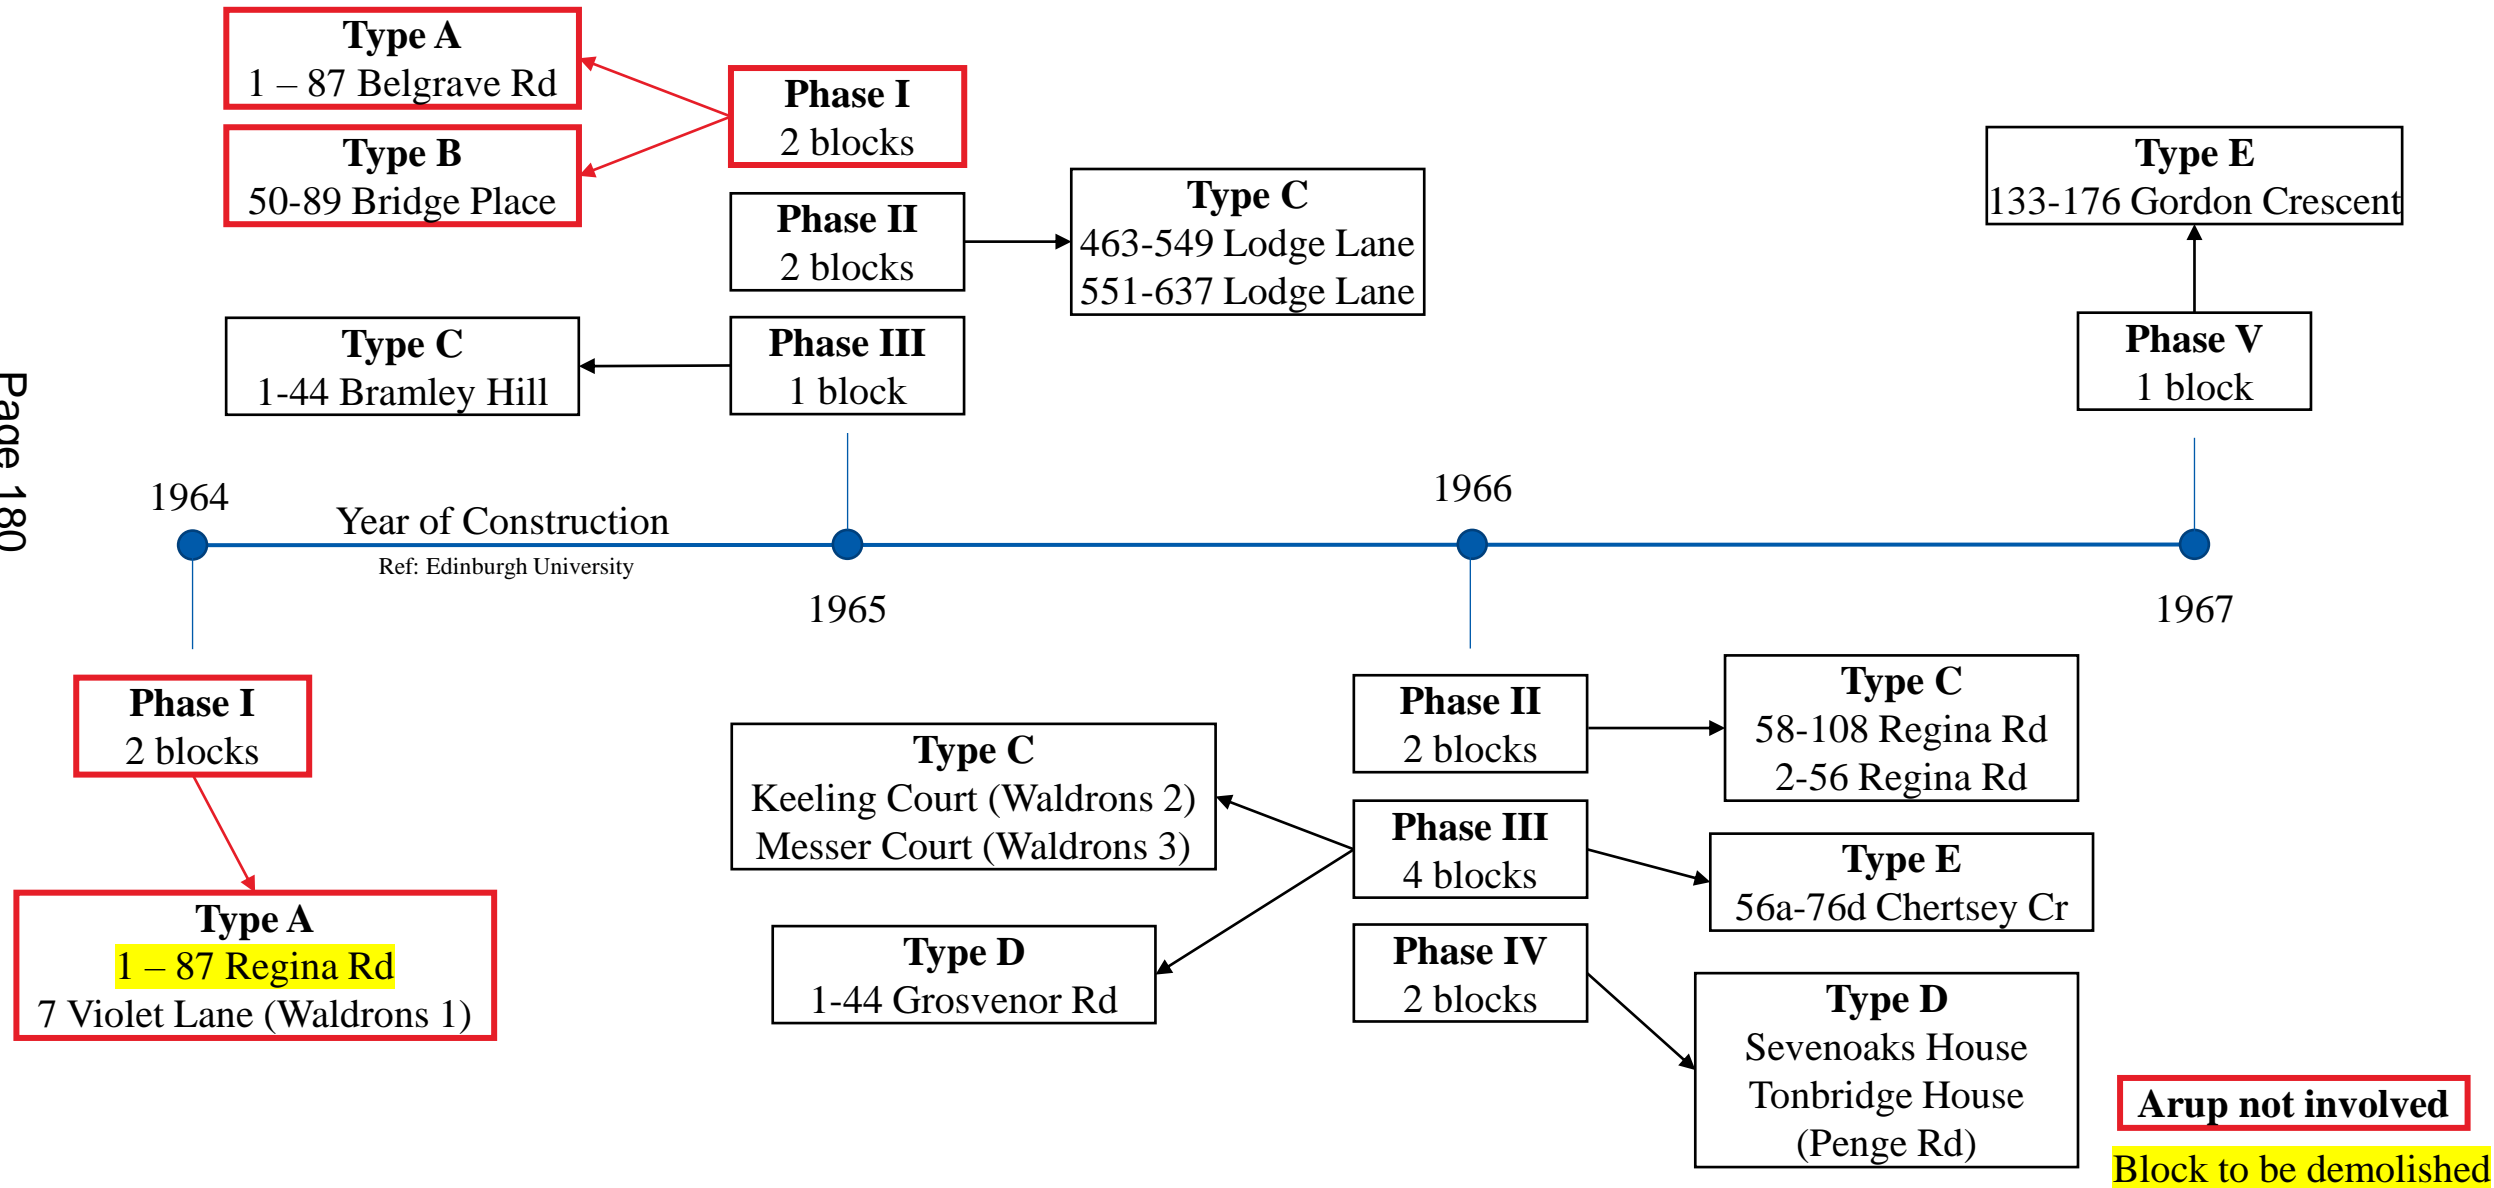 Type A
1 – 87 Belgrave Rd
Type B
50-89 Bridge Place
Phase I
2 blocks
Phase II
2 blocks
Type C
463-549 Lodge Lane
551-637 Lodge Lane
Type C
1-44 Bramley Hill
Phase III
1 block
Type E
133-176 Gordon Crescent
Phase V
1 block
Page 180
1964
Year of Construction
Ref: Edinburgh University
1965
1966
1967
Phase I
2 blocks
Type A
1 – 87 Regina Rd
7 Violet Lane (Waldrons 1)
Phase II
2 blocks
Type C
58-108 Regina Rd
2-56 Regina Rd
Type C
Keeling Court (Waldrons 2)
Messer Court (Waldrons 3)
Phase III
4 blocks
Type E
56a-76d Chertsey Cr
Type D
1-44 Grosvenor Rd
Phase IV
2 blocks
Type D
Sevenoaks House
Tonbridge House
(Penge Rd)
Arup not involved
Block to be demolished